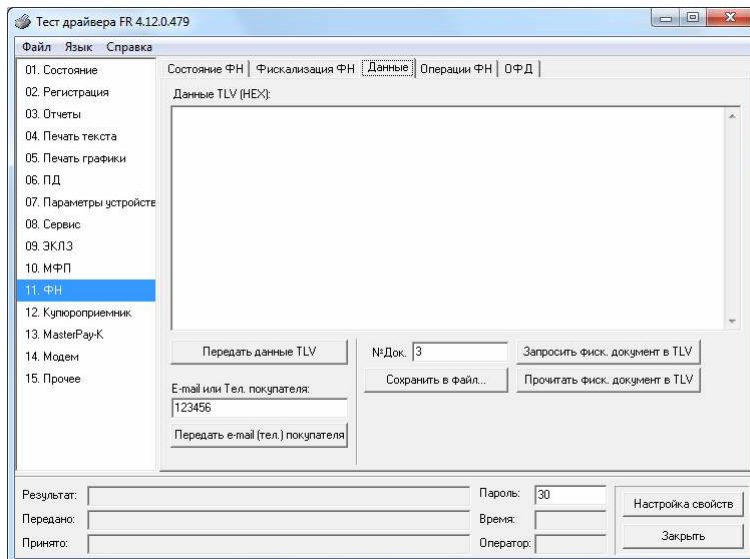 Тест драйвера FR 4.12.0.479
Файл Язык Справка
01. Состояние
02. Регистрация
03. Отчеты
04. Печать текста
05. Печать графики
06. ПД
07. Параметры устройств
08. Сервис
09. ЭКЛЗ
10. МФП
11. ФН
12. Купюроприемник
13. MasterPay-K
14. Модем
15. Прочее
Состояние ФН Фискализация ФН Данные Операции ФН ОФД
Данные TLV (HEX):
Передать данные TLV
E-mail или Тел. покупателя:
123456
Передать e-mail (тел.) покупателя
№Док. 3
Запросить фиск. документ в TLV
Сохранить в файл...
Прочитать фиск. документ в TLV
Результат:
Передано:
Принято:
Пароль: 30
Время:
Оператор:
Настройка свойств
Закрыть